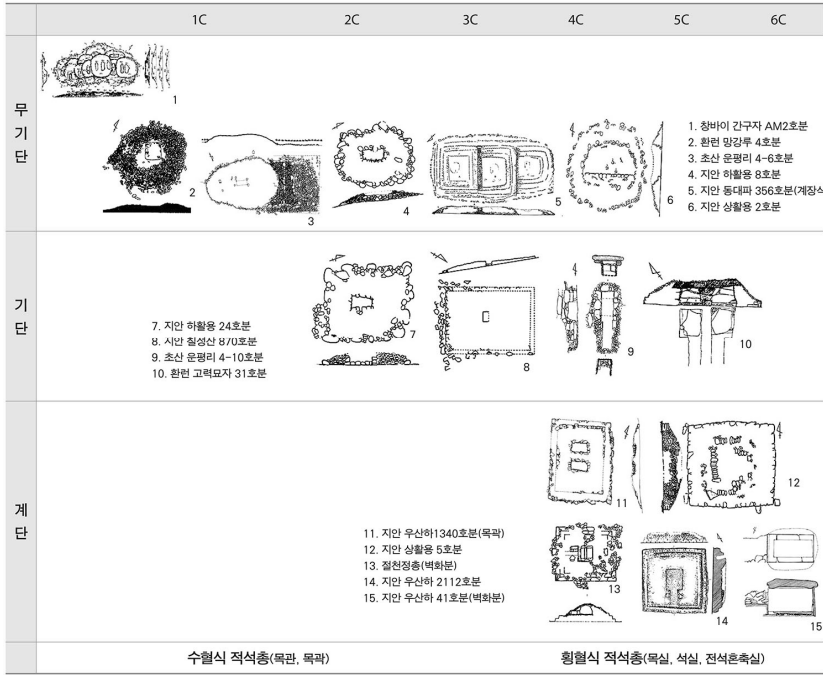 1C 2C 3C 4C 5C 6C
무기단
1
2
3
4
5
6
1. 창바이 간구자 AM2호분
2. 환런 망강루 4호분
3. 초산 운평리 4-6호분
4. 지안 하활용 8호분
5. 지안 동대파 356호분(계장식
6. 지안 상활용 2호분
기단
7
8
9
10
7. 지안 하활용 24호분
8. 지안 칠성산 870호분
9. 초산 운평리 4-10호분
10. 환런 고력묘자 31호분
계단
11
12
13
14
15
11. 지안 우산하1340호분(목곽)
12. 지안 상활용 5호분
13. 절천정총(벽화분)
14. 지안 우산하 2112호분
15. 지안 우산하 41호분(벽화분)
수혈식 적석총(목관, 목곽) 횡혈식 적석총(목실, 석실, 전석혼축실)